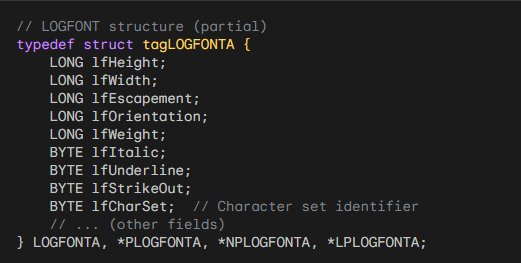 // LOGFONT structure (partial)
typedef struct tagLOGFONTA {
    LONG lfHeight;
    LONG lfWidth;
    LONG lfEscapement;
    LONG lfOrientation;
    LONG lfWeight;
    BYTE lfItalic;
    BYTE lfUnderline;
    BYTE lfStrikeOut;
    BYTE lfCharSet;  // Character set identifier
    // ... (other fields)
} LOGFONTA, *PLOGFONTA, *NPLOGFONTA, *LPLOGFONTA;